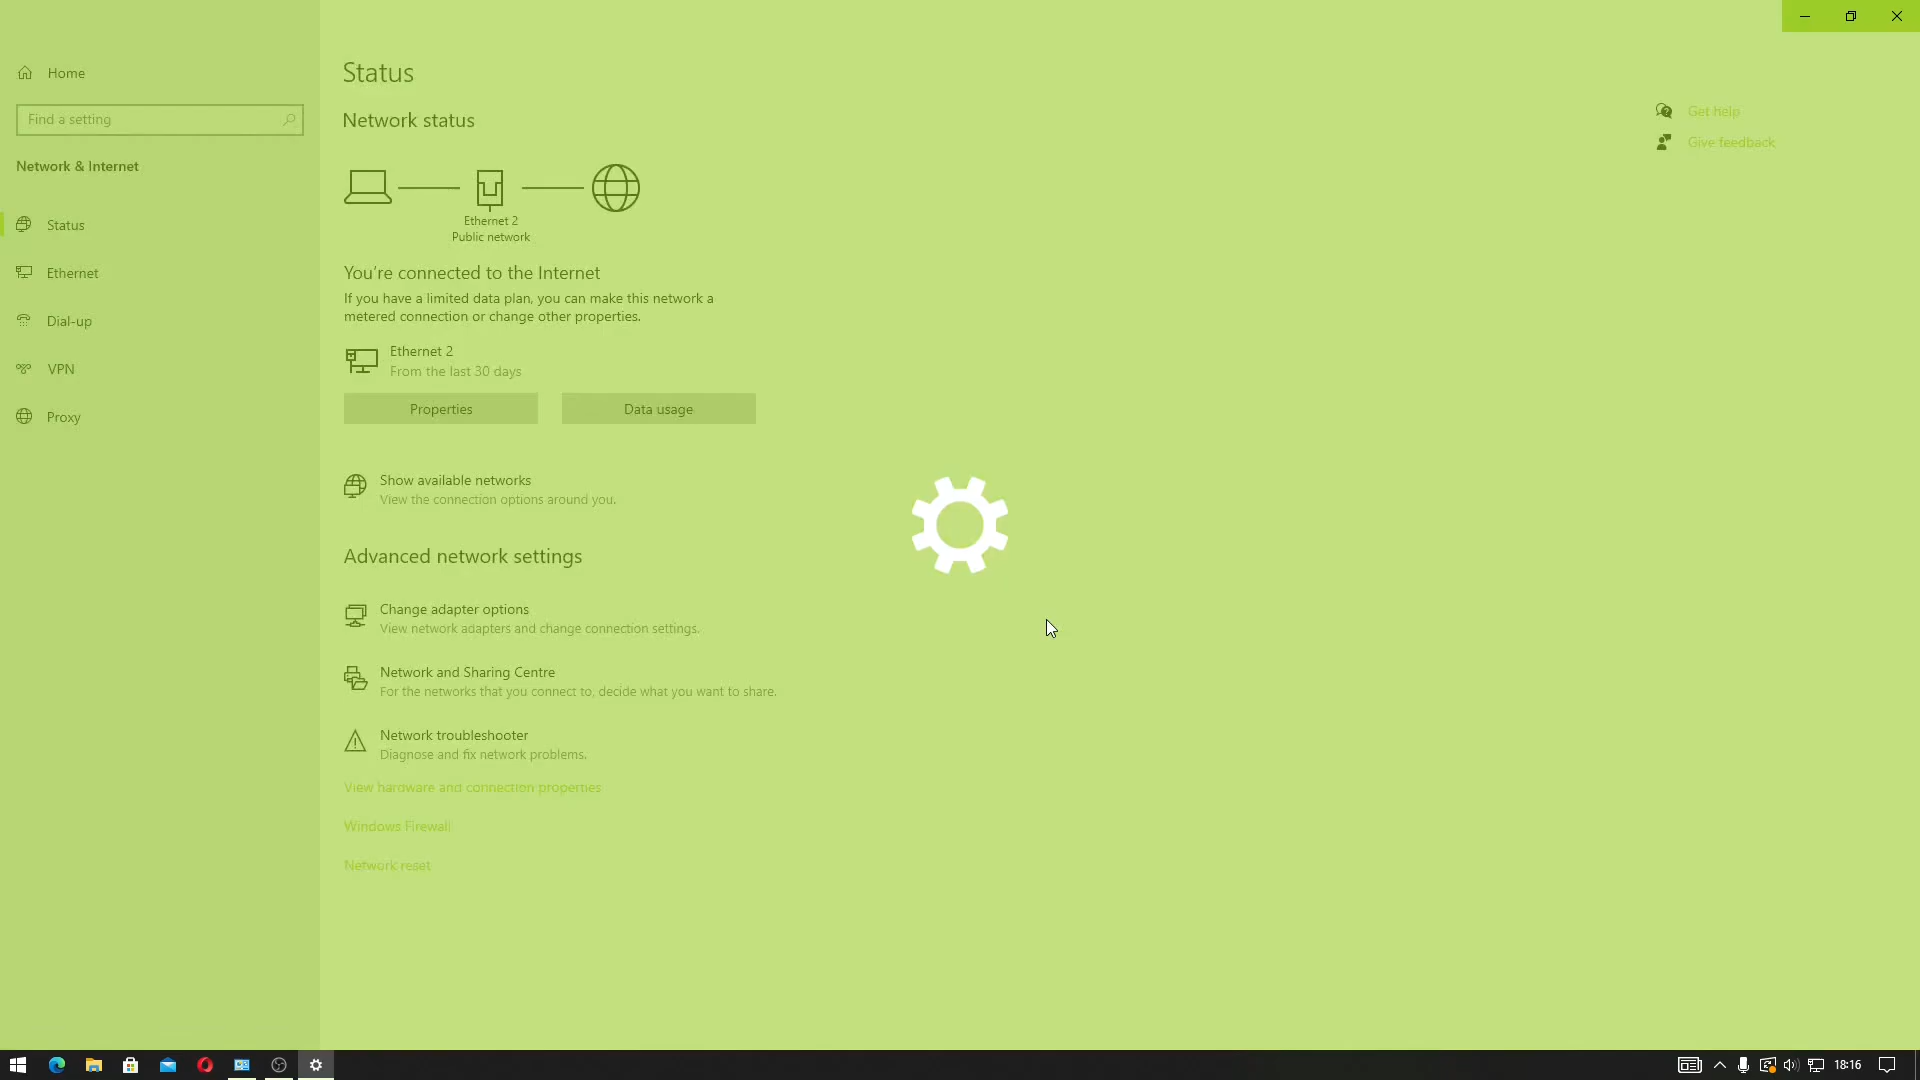 Home
Find a setting
Network & Internet
Status
Ethernet
Dial-up
VPN
Proxy
Status
Network status
Ethernet 2
Public network
You're connected to the Internet
If you have a limited data plan, you can make this network a
metered connection or change other properties.
Ethernet 2
From the last 30 days
Properties
Data usage
Show available networks
View the connection options around you.
Advanced network settings
Change adapter options
View network adapters and change connection settings.
Network and Sharing Centre
For the networks that you connect to, decide what you want to share.
Network troubleshooter
Diagnose and fix network problems.
View hardware and connection properties
Windows Firewall
Network reset
Get help
Give feedback
18:16